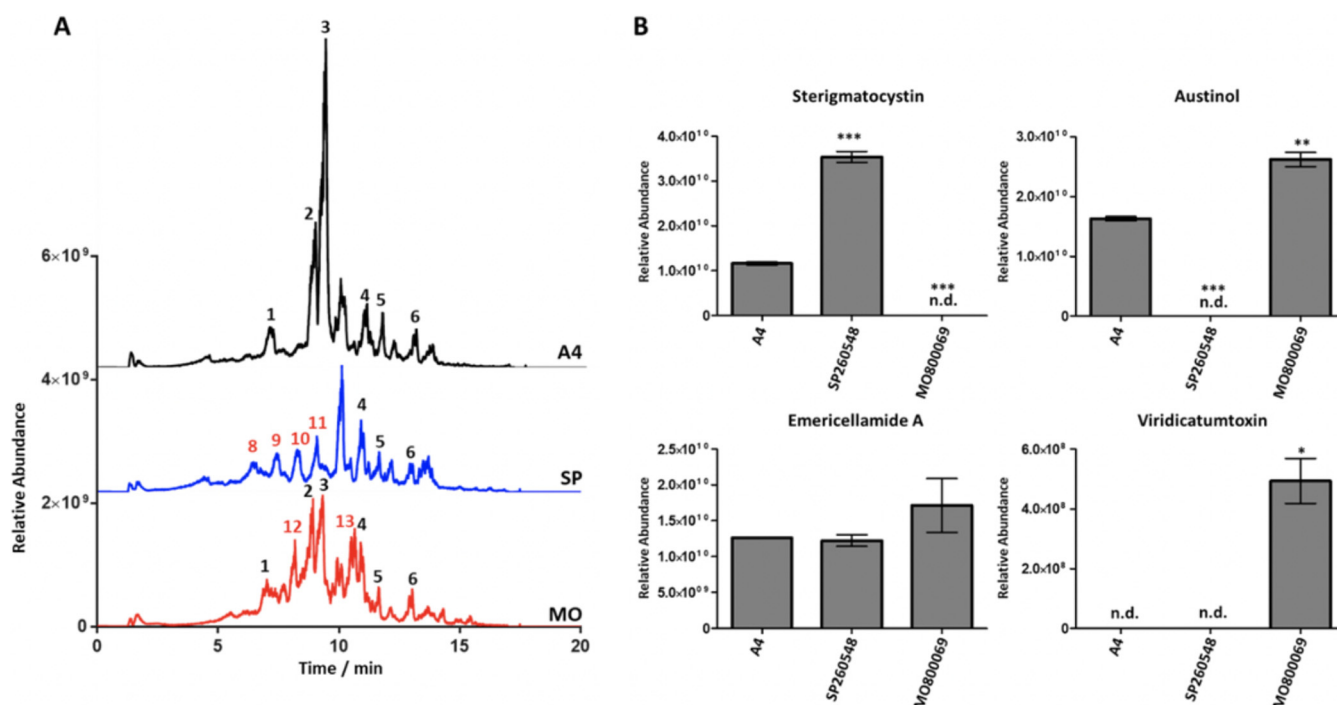 A
3
2
6×10⁹
1
4
5
6
A4
4×10⁹
8
9
10
11
4
5
6
SP
2×10⁹
2
3
12
13
4
1
5
6
MO
0
0
5
10
15
20
Relative Abundance
Time / min
B
Sterigmatocystin
Relative Abundance
4.0×10¹⁰
3.0×10¹⁰
2.0×10¹⁰
1.0×10¹⁰
0
***
***
n.d.
A4
SP260548
MO800069
Austinol
Relative Abundance
3.0×10¹⁰
2.0×10¹⁰
1.0×10¹⁰
0
***
n.d.
**
A4
SP260548
MO800069
Emericellamide A
Relative Abundance
2.5×10¹⁰
2.0×10¹⁰
1.5×10¹⁰
1.0×10¹⁰
5.0×10⁹
0
A4
SP260548
MO800069
Viridicatumtoxin
Relative Abundance
6.0×10⁸
4.0×10⁸
2.0×10⁸
0
n.d.
n.d.
*
A4
SP260548
MO800069